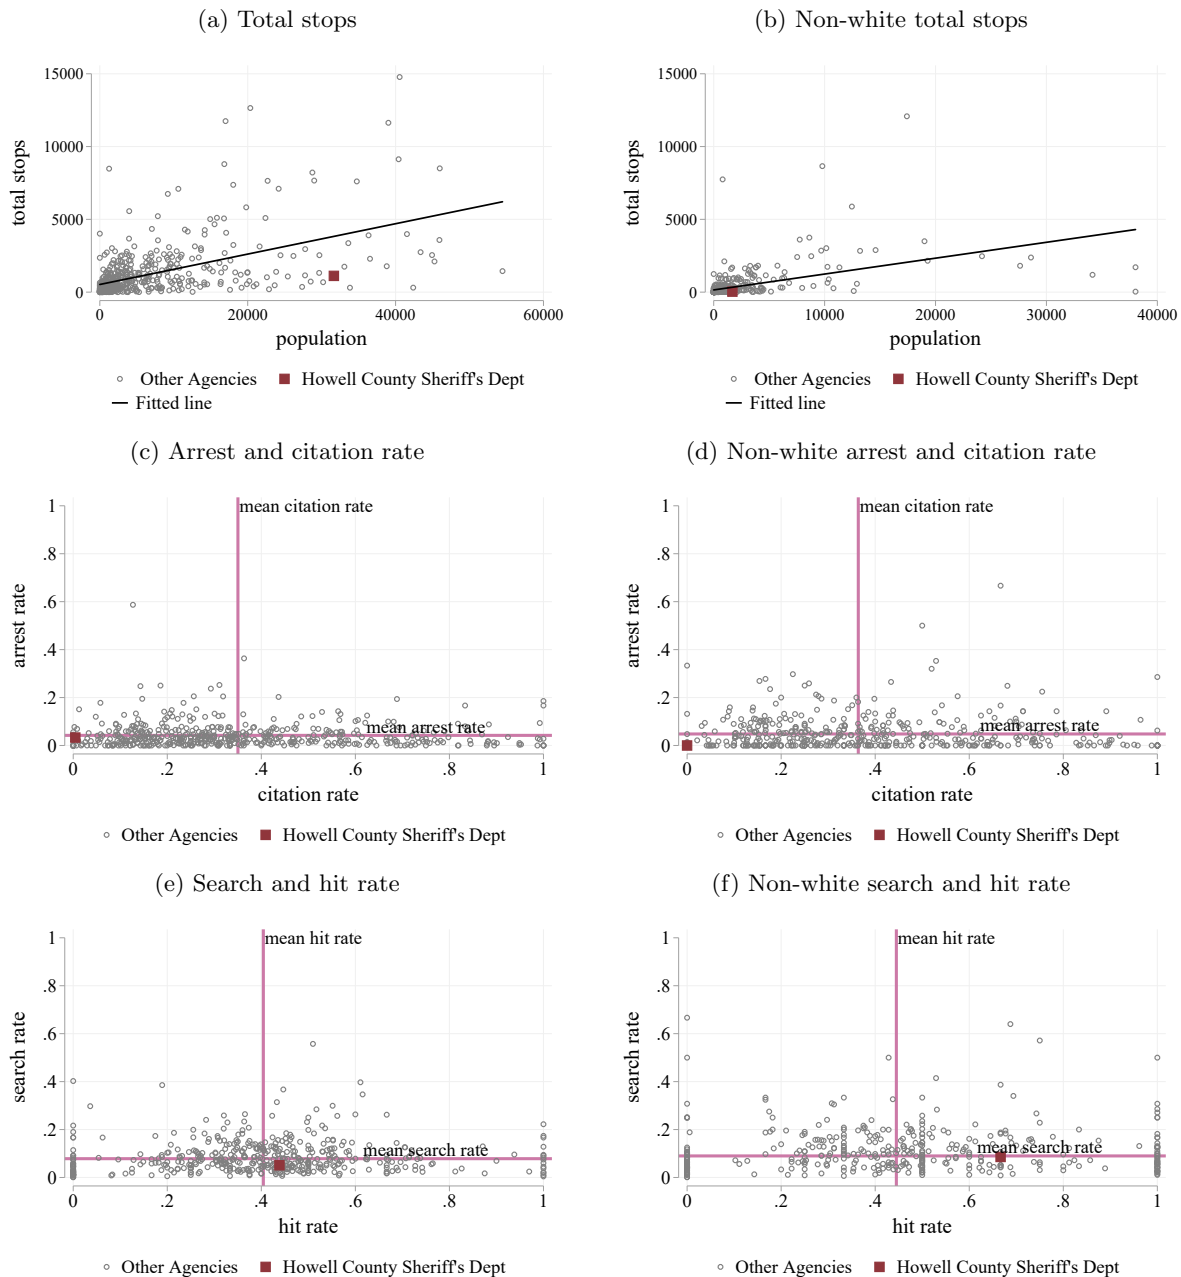 (a) Total stops
(b) Non-white total stops
15000
10000
5000
0
total stops
0 20000 40000 60000
population
Other Agencies Howell County Sheriff's Dept
Fitted line
15000
10000
5000
0
total stops
0 10000 20000 30000 40000
population
Other Agencies Howell County Sheriff's Dept
Fitted line
(c) Arrest and citation rate
(d) Non-white arrest and citation rate
mean citation rate
1
.8
.6
.4
.2
0
arrest rate
mean arrest rate
0 .2 .4 .6 .8 1
citation rate
Other Agencies Howell County Sheriff's Dept
mean citation rate
1
.8
.6
.4
.2
0
arrest rate
mean arrest rate
0 .2 .4 .6 .8 1
citation rate
Other Agencies Howell County Sheriff's Dept
(e) Search and hit rate
(f) Non-white search and hit rate
mean hit rate
1
.8
.6
.4
.2
0
search rate
mean search rate
0 .2 .4 .6 .8 1
hit rate
Other Agencies Howell County Sheriff's Dept
mean hit rate
1
.8
.6
.4
.2
0
search rate
mean search rate
0 .2 .4 .6 .8 1
hit rate
Other Agencies Howell County Sheriff's Dept